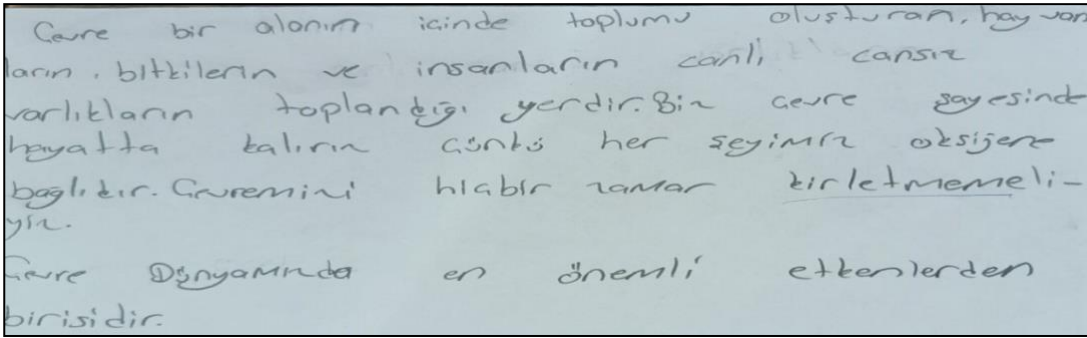 Çevre bir alanın içinde toplumu oluşturan, hayvan
ların, bitkilerin ve insanların canlı cansız
varlıkların toplandığı yerdir. Biz çevre sayesinde
hayatta kalırız çünkü her şeyimiz oksijene
bağlıdır. Çevremizi hiçbir zaman kirletmemeli-
yiz.
Çevre Dünyamızda en önemli etkenlerden
birisidir.